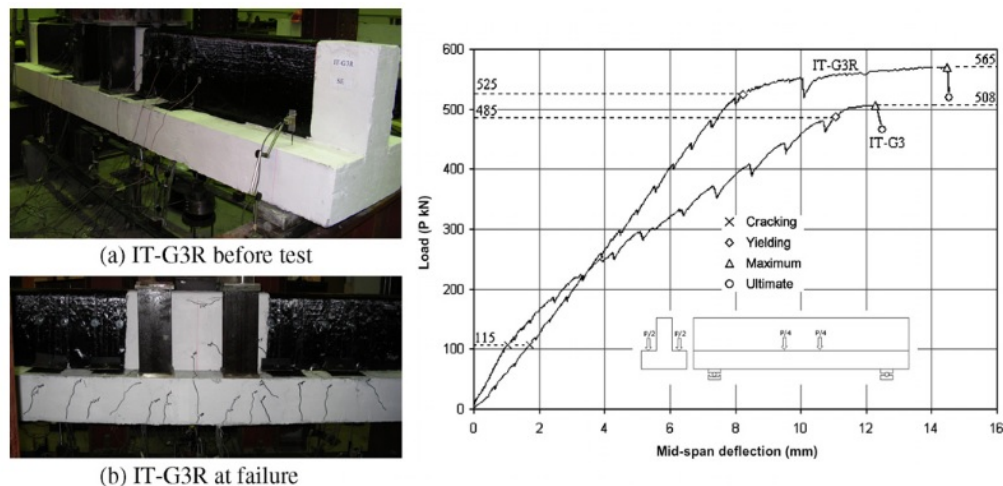 IT-G3R
SE
(a) IT-G3R before test
(b) IT-G3R at failure
600
500
400
300
200
100
0
0
2
4
6
8
10
12
14
16
Load (P kN)
Mid-span deflection (mm)
525
485
115
565
508
IT-G3R
IT-G3
Cracking
Yielding
Maximum
Ultimate
P/2
P/2
P/4
P/4